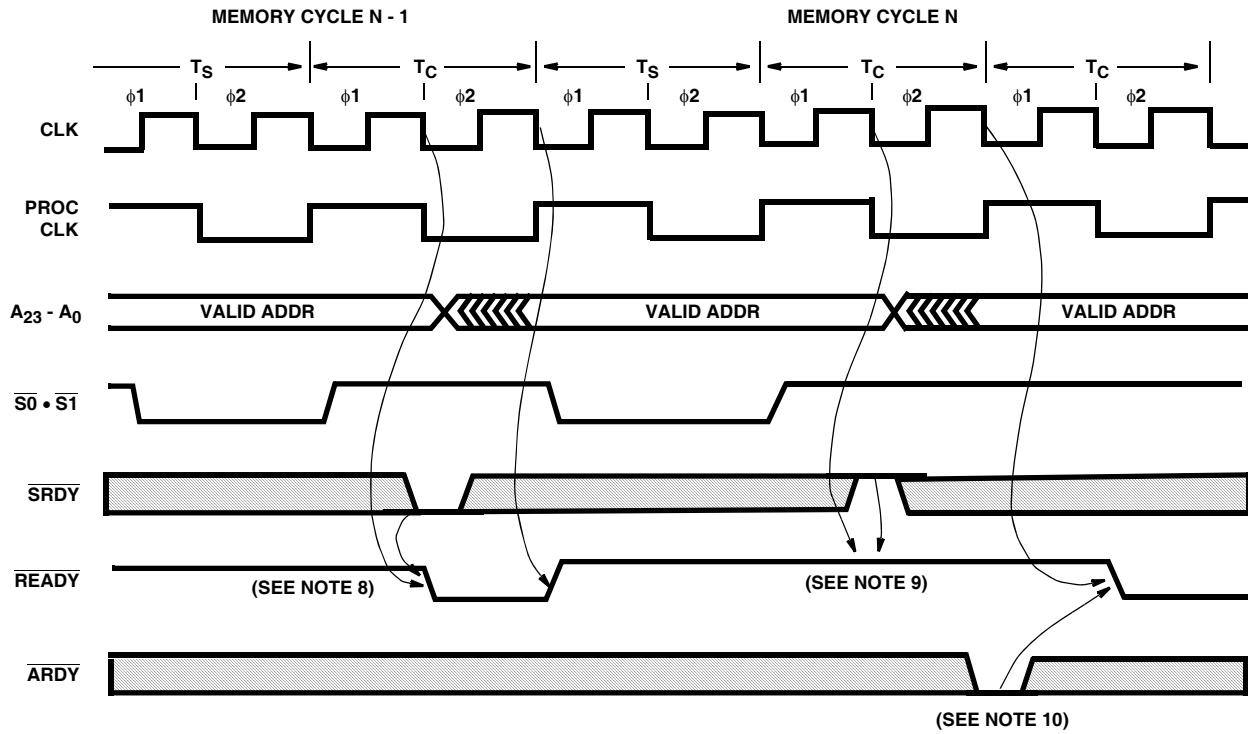 MEMORY CYCLE N - 1 MEMORY CYCLE N
TS TC TS TC TC
ϕ1 ϕ2 ϕ1 ϕ2 ϕ1 ϕ2 ϕ1 ϕ2 ϕ1 ϕ2
CLK
PROC
CLK
A23 - A0 VALID ADDR VALID ADDR VALID ADDR
S0 • S1
SRDY
READY (SEE NOTE 8) (SEE NOTE 9)
ARDY
(SEE NOTE 10)